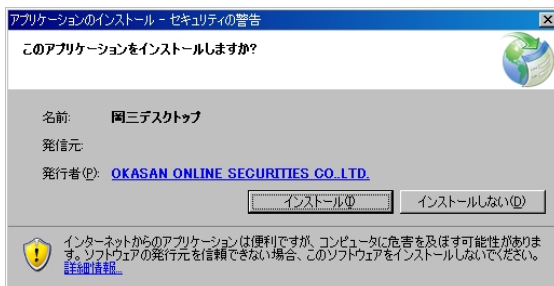 アプリケーションのインストール - セキュリティの警告
このアプリケーションをインストールしますか?
名前: 岡三デスクトップ
発信元:
発行者(P): OKASAN ONLINE SECURITIES CO.,LTD.
インストール(I) インストールしない(D)
インターネットからのアプリケーションは便利ですが、コンピュータに危害を及ぼす可能性がありま
す。ソフトウェアの発行元を信頼できない場合、このソフトウェアをインストールしないでください。
詳細情報...